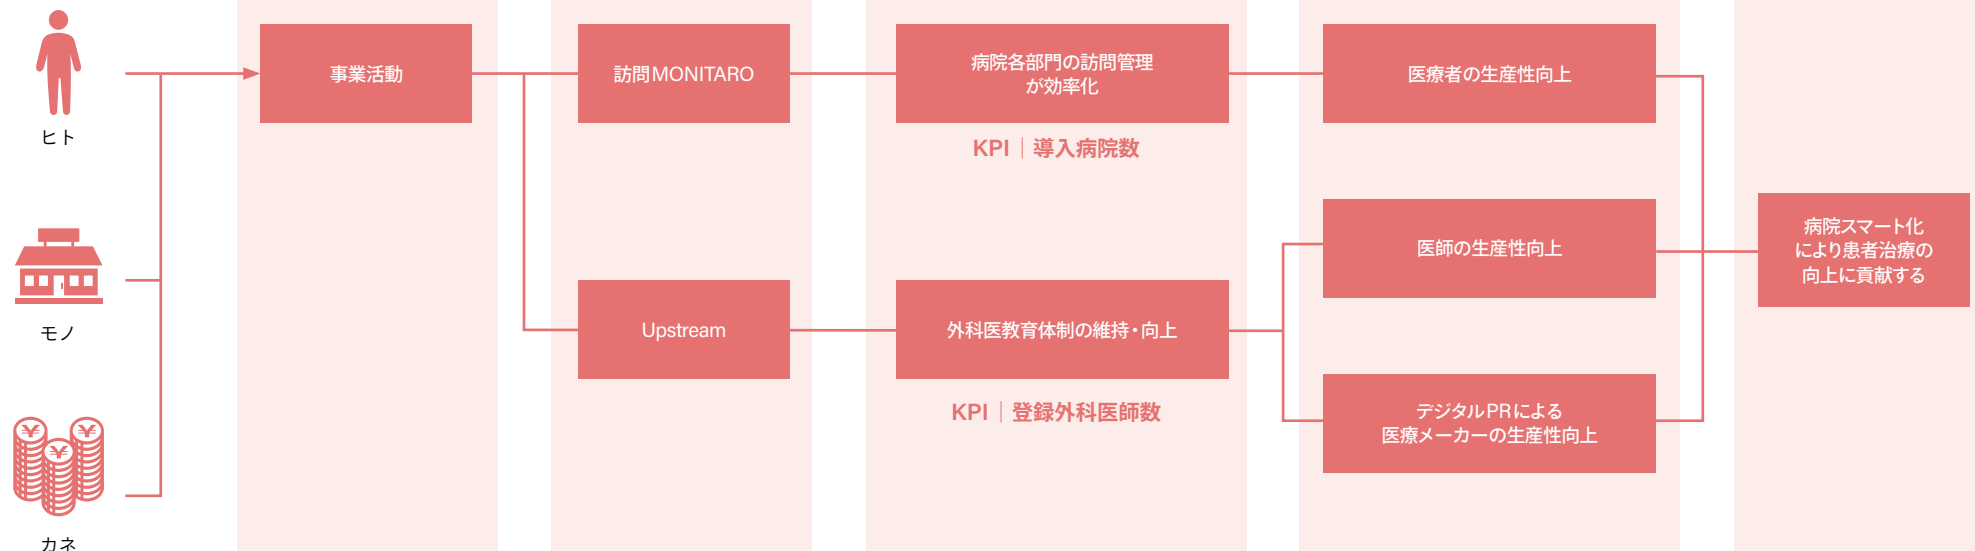 ヒト
モノ
¥ ¥ ¥
カネ
事業活動
訪問MONITARO
Upstream
病院各部門の訪問管理
が効率化
KPI｜導入病院数
外科医教育体制の維持・向上
KPI｜登録外科医師数
医療者の生産性向上
医師の生産性向上
デジタルPRによる
医療メーカーの生産性向上
病院スマート化
により患者治療の
向上に貢献する